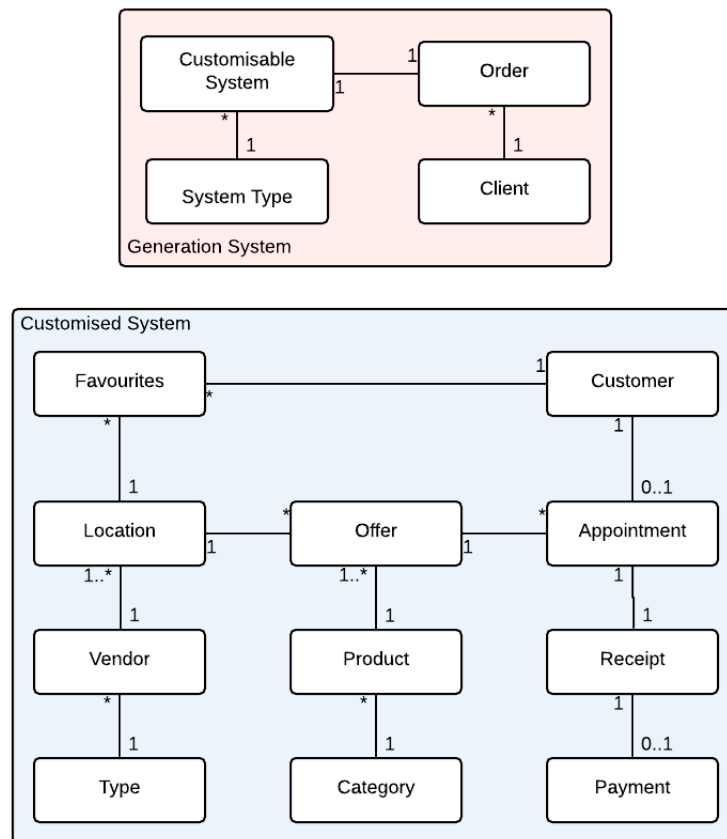 Customisable
System
1
Order
1
*
*
1
1
System Type
Client
Generation System
Customised System
Favourites
1
Customer
*
*
1
1
0..1
Location
*
Offer
*
Appointment
1
1
1..*
1..*
1
1
1
1
Vendor
Product
Receipt
*
*
1
1
1
0..1
Type
Category
Payment